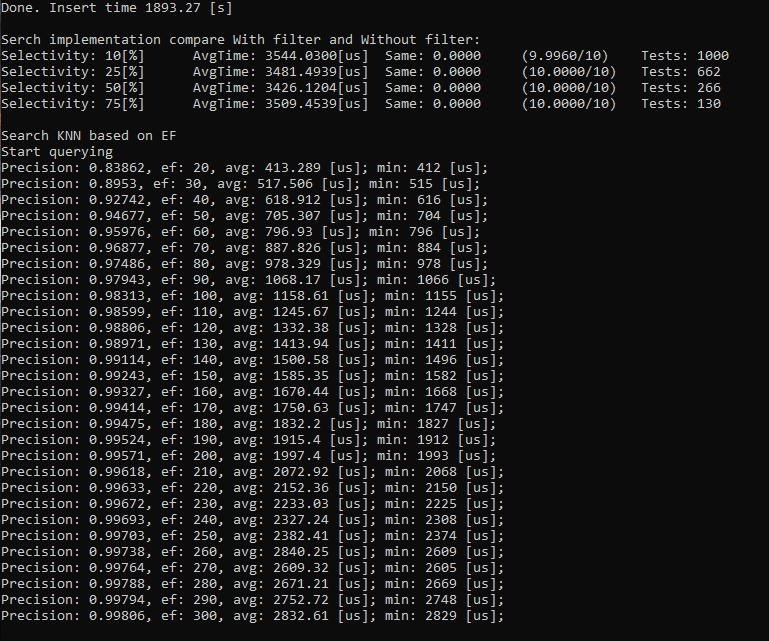 Done. Insert time 1893.27 [s]
Serch implementation compare With filter and Without filter:
Selectivity: 10[%]      AvgTime: 3544.0300[us]  Same: 0.0000     (9.9960/10)    Tests: 1000
Selectivity: 25[%]      AvgTime: 3481.4939[us]  Same: 0.0000     (10.0000/10)   Tests: 662
Selectivity: 50[%]      AvgTime: 3426.1204[us]  Same: 0.0000     (10.0000/10)   Tests: 266
Selectivity: 75[%]      AvgTime: 3509.4539[us]  Same: 0.0000     (10.0000/10)   Tests: 130
Search KNN based on EF
Start querying
Precision: 0.83862, ef: 20, avg: 413.289 [us]; min: 412 [us];
Precision: 0.8953, ef: 30, avg: 517.506 [us]; min: 515 [us];
Precision: 0.92742, ef: 40, avg: 618.912 [us]; min: 616 [us];
Precision: 0.94677, ef: 50, avg: 705.307 [us]; min: 704 [us];
Precision: 0.95976, ef: 60, avg: 796.93 [us]; min: 796 [us];
Precision: 0.96877, ef: 70, avg: 887.826 [us]; min: 884 [us];
Precision: 0.97486, ef: 80, avg: 978.329 [us]; min: 978 [us];
Precision: 0.97943, ef: 90, avg: 1068.17 [us]; min: 1066 [us];
Precision: 0.98313, ef: 100, avg: 1158.61 [us]; min: 1155 [us];
Precision: 0.98599, ef: 110, avg: 1245.67 [us]; min: 1244 [us];
Precision: 0.98806, ef: 120, avg: 1332.38 [us]; min: 1328 [us];
Precision: 0.98971, ef: 130, avg: 1413.94 [us]; min: 1411 [us];
Precision: 0.99114, ef: 140, avg: 1500.58 [us]; min: 1496 [us];
Precision: 0.99243, ef: 150, avg: 1585.35 [us]; min: 1582 [us];
Precision: 0.99327, ef: 160, avg: 1670.44 [us]; min: 1668 [us];
Precision: 0.99414, ef: 170, avg: 1750.63 [us]; min: 1747 [us];
Precision: 0.99475, ef: 180, avg: 1832.2 [us]; min: 1827 [us];
Precision: 0.99524, ef: 190, avg: 1915.4 [us]; min: 1912 [us];
Precision: 0.99571, ef: 200, avg: 1997.4 [us]; min: 1993 [us];
Precision: 0.99618, ef: 210, avg: 2072.92 [us]; min: 2068 [us];
Precision: 0.99633, ef: 220, avg: 2152.36 [us]; min: 2150 [us];
Precision: 0.99672, ef: 230, avg: 2233.03 [us]; min: 2225 [us];
Precision: 0.99693, ef: 240, avg: 2327.24 [us]; min: 2308 [us];
Precision: 0.99703, ef: 250, avg: 2382.41 [us]; min: 2374 [us];
Precision: 0.99738, ef: 260, avg: 2840.25 [us]; min: 2609 [us];
Precision: 0.99764, ef: 270, avg: 2609.32 [us]; min: 2605 [us];
Precision: 0.99788, ef: 280, avg: 2671.21 [us]; min: 2669 [us];
Precision: 0.99794, ef: 290, avg: 2752.72 [us]; min: 2748 [us];
Precision: 0.99806, ef: 300, avg: 2832.61 [us]; min: 2829 [us];